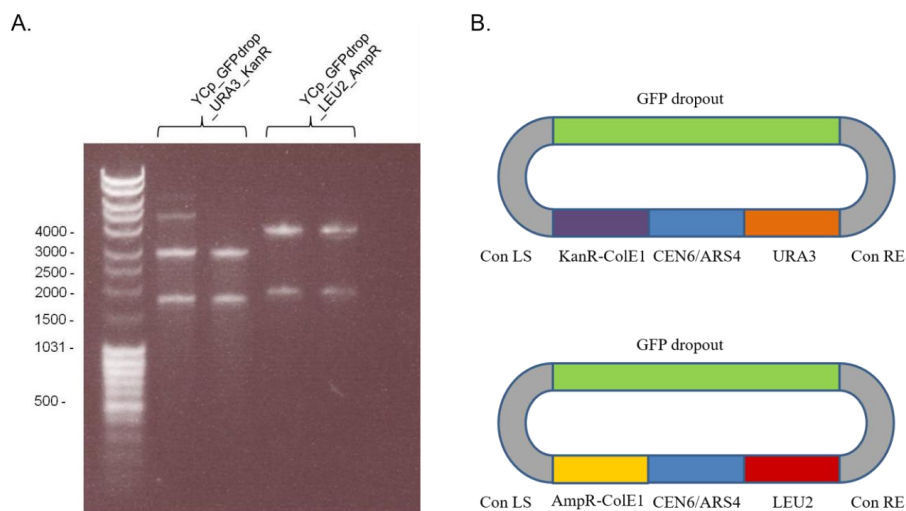 A.
YCp_GFPdrop
_URA3_KanR
YCp_GFPdrop
_LEU2_AmpR
4000 -
3000 -
2500 -
2000 -
1500 -
1031 -
500 -
B.
GFP dropout
Con LS
KanR-ColE1
CEN6/ARS4
URA3
Con RE
GFP dropout
Con LS
AmpR-ColE1
CEN6/ARS4
LEU2
Con RE